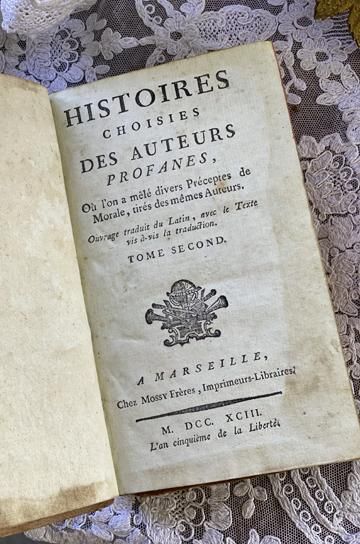 HISTOIRES
CHOISIES
DES AUTEURS
PROFANES,
Où l'on a mêlé divers Préceptes de
Morale, tirés des mêmes Auteurs.
Ouvrage traduit du Latin, avec le Texte
vis à-vis la traduction.
TOME SECOND.
A MARSEILLE,
Chez Mossy Frères, Imprimeurs-Libraires.
M. DCC. XCIII.
L'an cinquième de la Liberté.